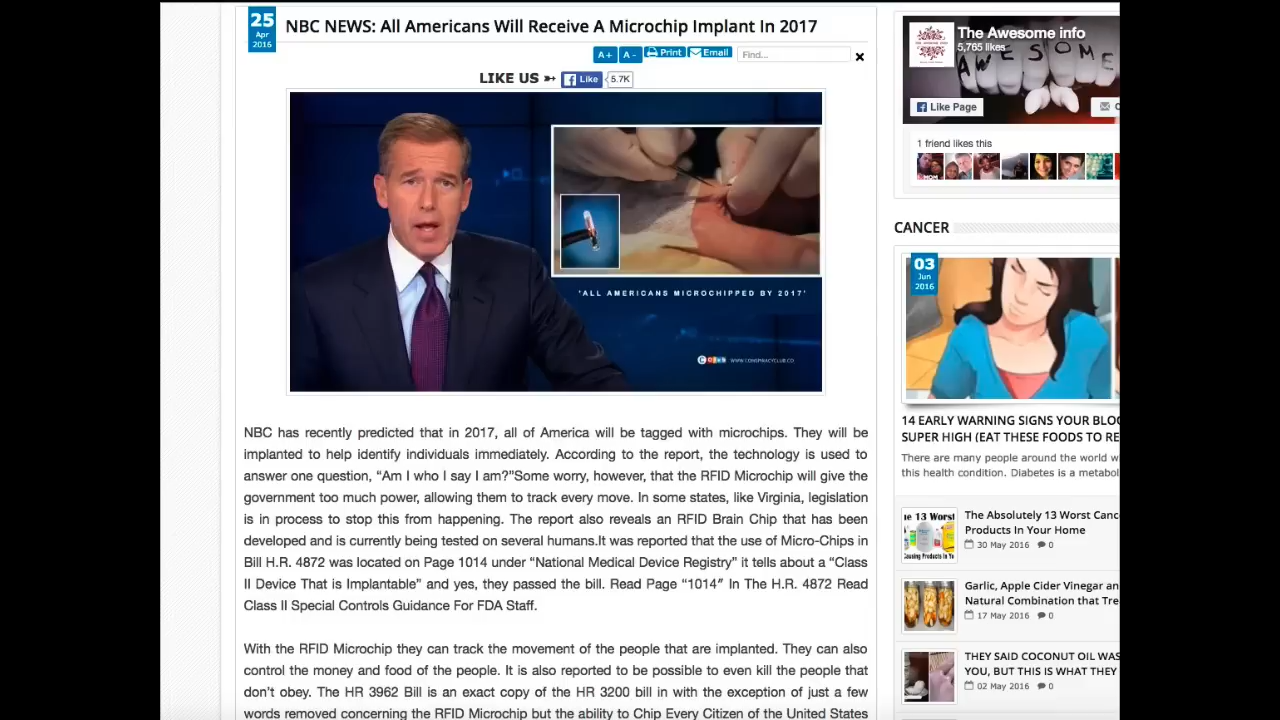 25
Apr
2016
NBC NEWS: All Americans Will Receive A Microchip Implant In 2017
A+ A- Print Email Find...
LIKE US ➳ Like 5.7K
'ALL AMERICANS MICROCHIPPED BY 2017'
WWW.CONSPIRACYCLUB.CO
NBC has recently predicted that in 2017, all of America will be tagged with microchips. They will be
implanted to help identify individuals immediately. According to the report, the technology is used to
answer one question, “Am I who I say I am?”Some worry, however, that the RFID Microchip will give the
government too much power, allowing them to track every move. In some states, like Virginia, legislation
is in process to stop this from happening. The report also reveals an RFID Brain Chip that has been
developed and is currently being tested on several humans.It was reported that the use of Micro-Chips in
Bill H.R. 4872 was located on Page 1014 under “National Medical Device Registry” it tells about a “Class
II Device That is Implantable” and yes, they passed the bill. Read Page “1014″ In The H.R. 4872 Read
Class II Special Controls Guidance For FDA Staff.
With the RFID Microchip they can track the movement of the people that are implanted. They can also
control the money and food of the people. It is also reported to be possible to even kill the people that
don’t obey. The HR 3962 Bill is an exact copy of the HR 3200 bill in with the exception of just a few
words removed concerning the RFID Microchip but the ability to Chip Every Citizen of the United States
The Awesome info
5,765 likes
AWESOME
Like Page
1 friend likes this
MOM
CANCER
03
Jun
2016
14 EARLY WARNING SIGNS YOUR BLO
SUPER HIGH (EAT THESE FOODS TO RE
There are many people around the world w
this health condition. Diabetes is a metabol
The Absolutely 13 Worst Canc
Products In Your Home
30 May 2016 0
Garlic, Apple Cider Vinegar an
Natural Combination that Tre
17 May 2016 0
THEY SAID COCONUT OIL WAS
YOU, BUT THIS IS WHAT THEY
02 May 2016 0